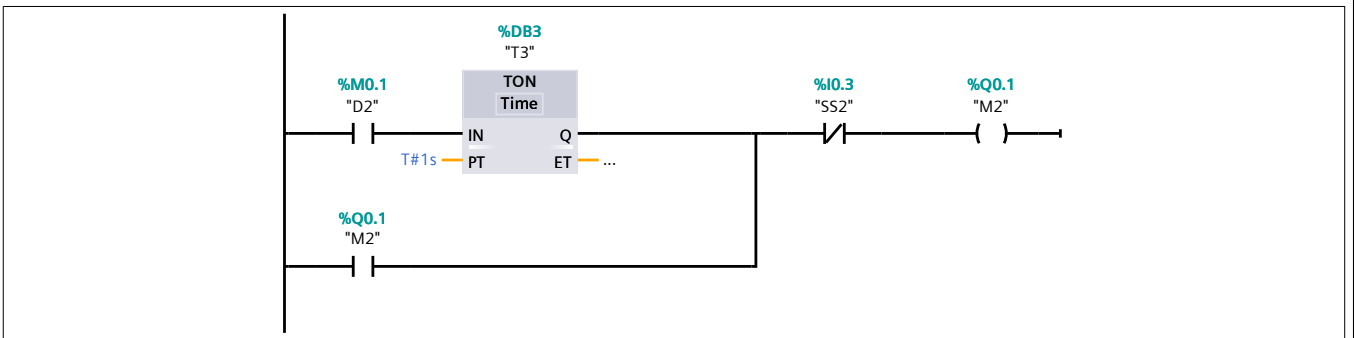 %DB3
"T3"
%M0.1
"D2"
TON
Time
%I0.3
"SS2"
%Q0.1
"M2"
IN
Q
T#1s
PT
ET
...
%Q0.1
"M2"